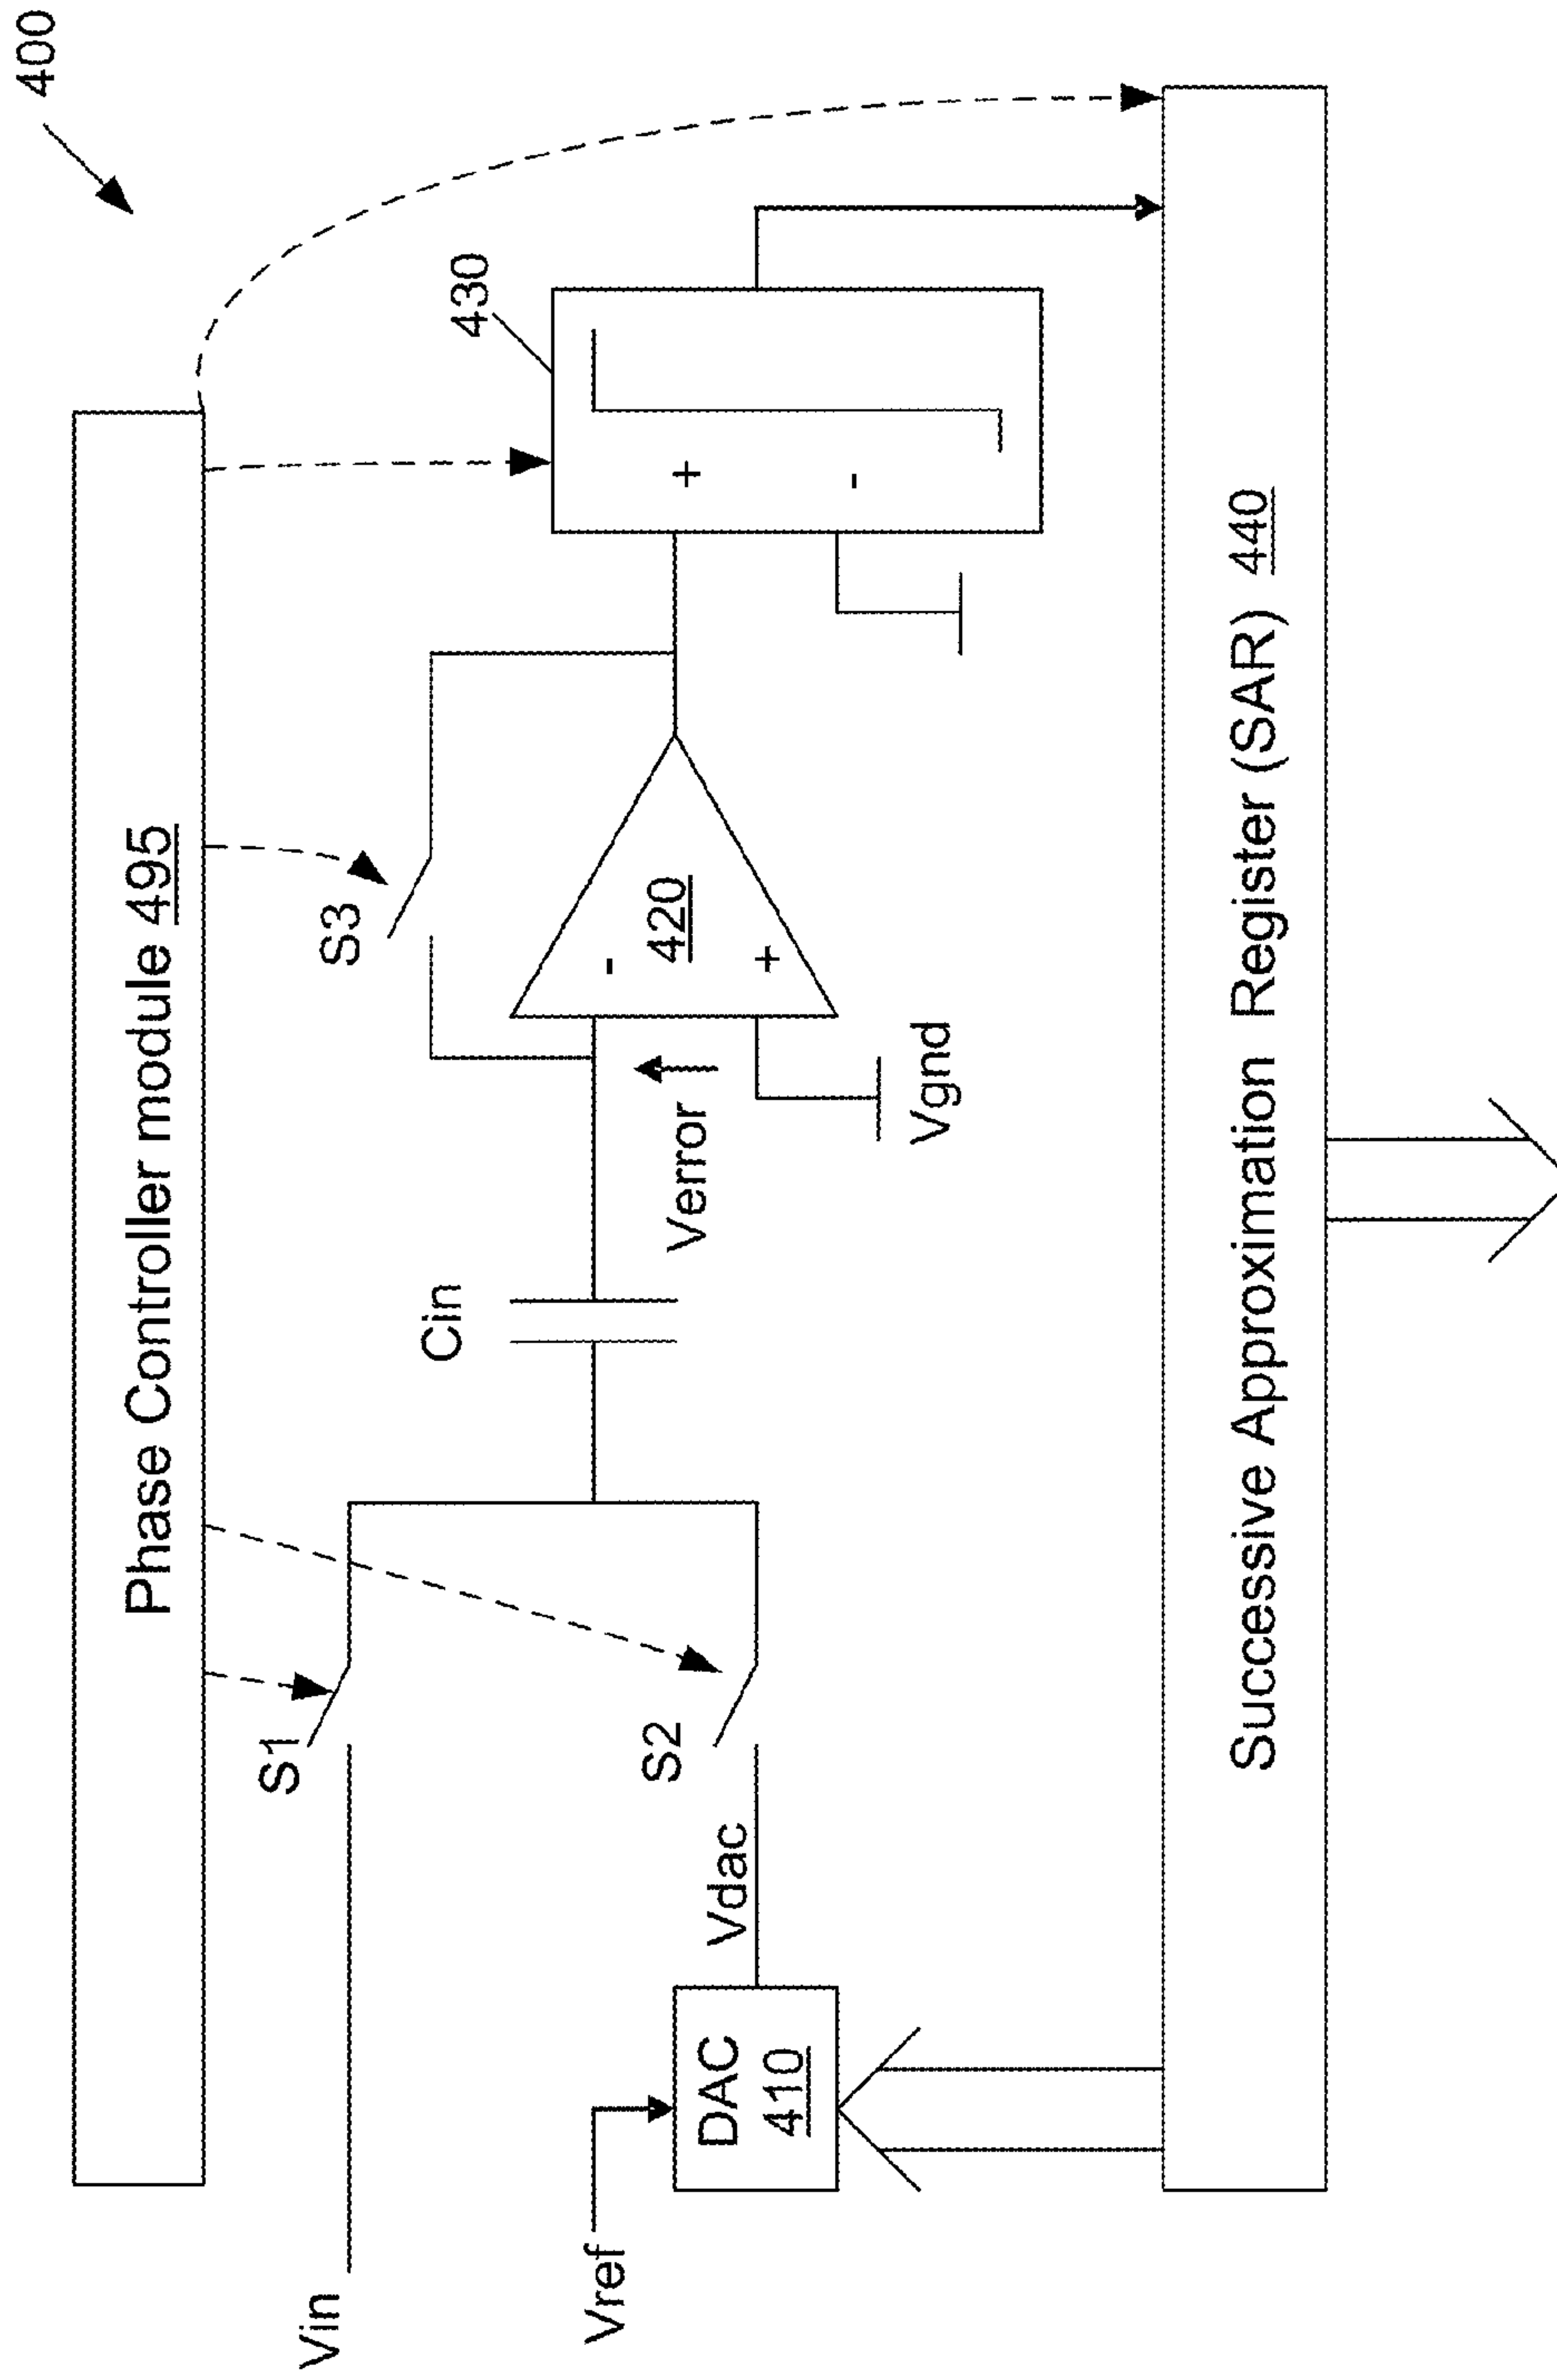 400
Phase Controller module 495
S1
S3
430
Vin
Cin
+
-
-
420
+
Verror
Vgnd
S2
Vref
Vdac
DAC
410
Successive Approximation Register (SAR) 440